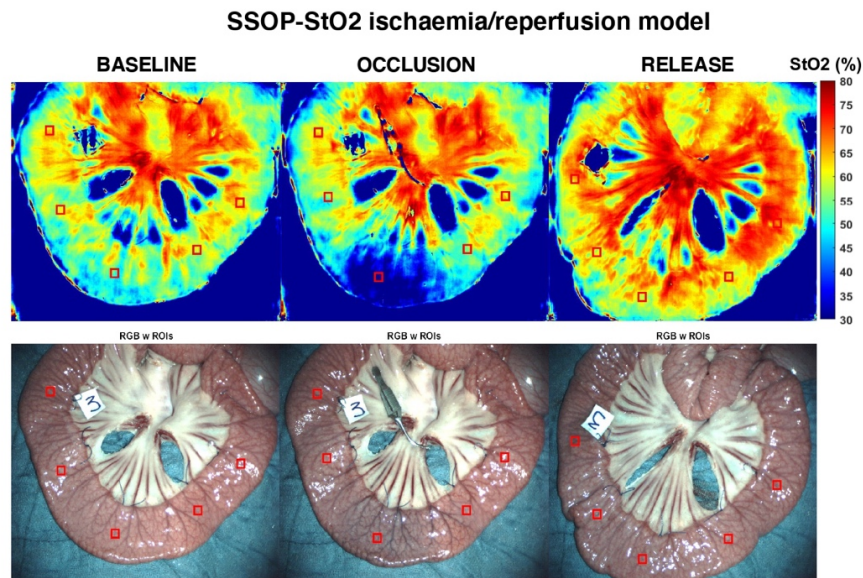 SSOP-StO2 ischaemia/reperfusion model
BASELINE OCCLUSION RELEASE StO2 (%)
80
75
70
65
60
55
50
45
40
35
30
RGB w ROIs RGB w ROIs RGB w ROIs
3 3 3